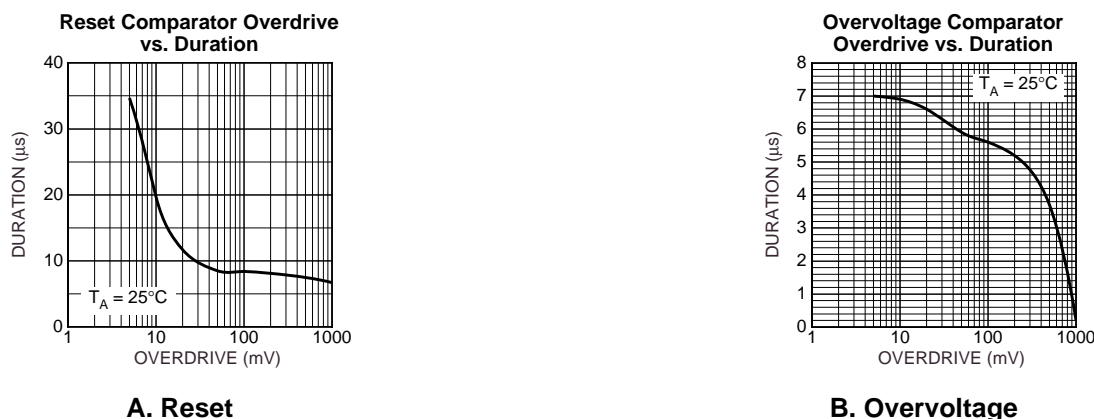 Reset Comparator Overdrive
vs. Duration
40
30
20
10
0
DURATION (µs)
T_A = 25°C
1
10
100
1000
OVERDRIVE (mV)
A. Reset
Overvoltage Comparator
Overdrive vs. Duration
8
7
6
5
4
3
2
1
0
DURATION (µs)
T_A = 25°C
1
10
100
1000
OVERDRIVE (mV)
B. Overvoltage